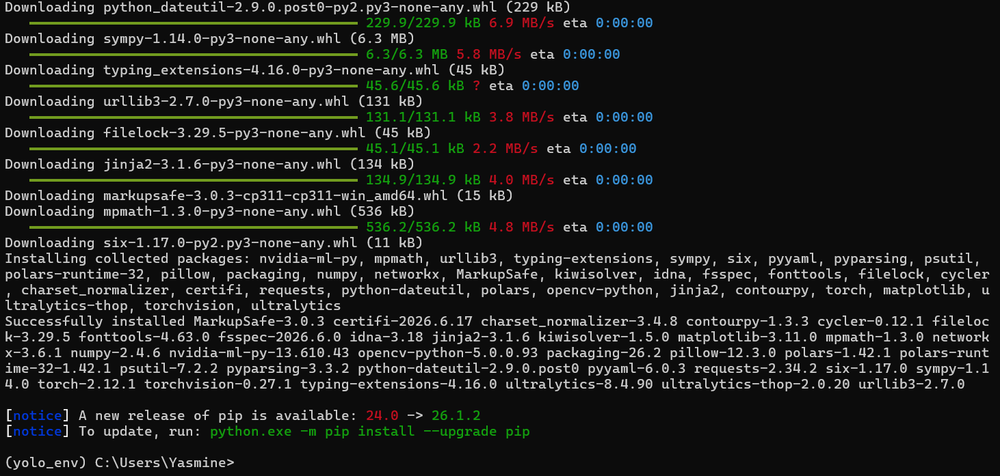 Downloading python_dateutil-2.9.0.post0-py2.py3-none-any.whl (229 kB)
229.9/229.9 kB 6.9 MB/s eta 0:00:00
Downloading sympy-1.14.0-py3-none-any.whl (6.3 MB)
6.3/6.3 MB 5.8 MB/s eta 0:00:00
Downloading typing_extensions-4.16.0-py3-none-any.whl (45 kB)
45.6/45.6 kB ? eta 0:00:00
Downloading urllib3-2.7.0-py3-none-any.whl (131 kB)
131.1/131.1 kB 3.8 MB/s eta 0:00:00
Downloading filelock-3.29.5-py3-none-any.whl (45 kB)
45.1/45.1 kB 2.2 MB/s eta 0:00:00
Downloading jinja2-3.1.6-py3-none-any.whl (134 kB)
134.9/134.9 kB 4.0 MB/s eta 0:00:00
Downloading markupsafe-3.0.3-cp311-cp311-win_amd64.whl (15 kB)
Downloading mpmath-1.3.0-py3-none-any.whl (536 kB)
536.2/536.2 kB 4.8 MB/s eta 0:00:00
Downloading six-1.17.0-py2.py3-none-any.whl (11 kB)
Installing collected packages: nvidia-ml-py, mpmath, urllib3, typing-extensions, sympy, six, pyyaml, pyparsing, psutil,
polars-runtime-32, pillow, packaging, numpy, networkx, MarkupSafe, kiwisolver, idna, fsspec, fonttools, filelock, cycler
, charset_normalizer, certifi, requests, python-dateutil, polars, opencv-python, jinja2, contourpy, torch, matplotlib, u
ltralytics-thop, torchvision, ultralytics
Successfully installed MarkupSafe-3.0.3 certifi-2026.6.17 charset_normalizer-3.4.8 contourpy-1.3.3 cycler-0.12.1 fileloc
k-3.29.5 fonttools-4.63.0 fsspec-2026.6.0 idna-3.18 jinja2-3.1.6 kiwisolver-1.5.0 matplotlib-3.11.0 mpmath-1.3.0 network
x-3.6.1 numpy-2.4.6 nvidia-ml-py-13.610.43 opencv-python-5.0.0.93 packaging-26.2 pillow-12.3.0 polars-1.42.1 polars-runt
ime-32-1.42.1 psutil-7.2.2 pyparsing-3.3.2 python-dateutil-2.9.0.post0 pyyaml-6.0.3 requests-2.34.2 six-1.17.0 sympy-1.1
4.0 torch-2.12.1 torchvision-0.27.1 typing-extensions-4.16.0 ultralytics-8.4.90 ultralytics-thop-2.0.20 urllib3-2.7.0
[notice] A new release of pip is available: 24.0 -> 26.1.2
[notice] To update, run: python.exe -m pip install --upgrade pip
(yolo_env) C:\Users\Yasmine>